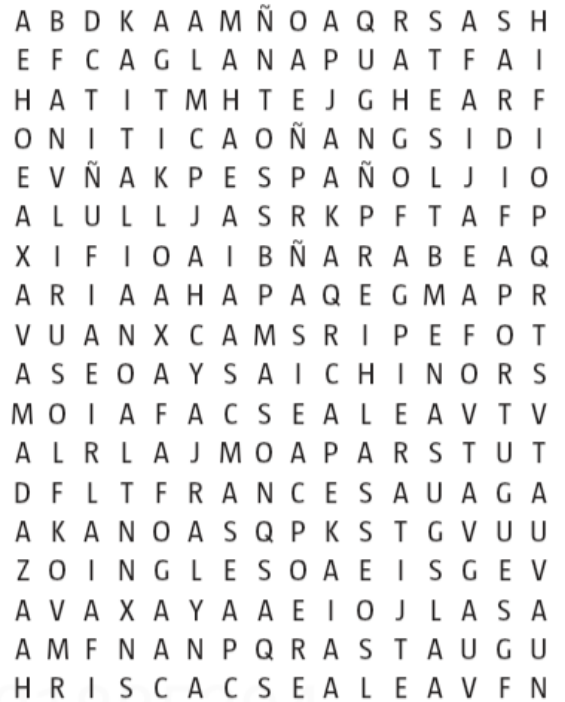 A B D K A A M Ñ O A Q R S A S H
E F C A G L A N A P U A T F A I
H A T I T M H T E J G H E A R F
O N I T I C A O Ñ A N G S I D I
E V Ñ A K P E S P A Ñ O L J I O
A L U L L J A S R K P F T A F P
X I F I O A I B Ñ A R A B E A Q
A R I A A H A P A Q E G M A P R
V U A N X C A M S R I P E F O T
A S E O A Y S A I C H I N O R S
M O I A F A C S E A L E A V T V
A L R L A J M O A P A R S T U T
D F L T F R A N C E S A U A G A
A K A N O A S Q P K S T G V U U
Z O I N G L E S O A E I S G E V
A V A X A Y A A E I O J L A S A
A M F N A N P Q R A S T A U G U
H R I S C A C S E A L E A V F N